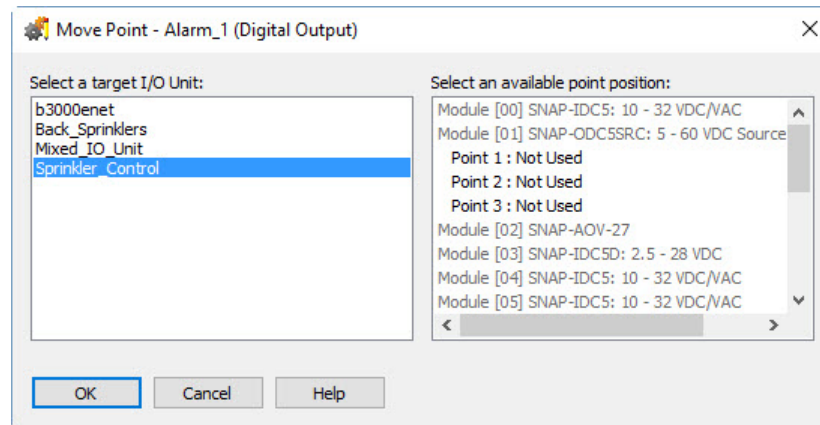 Move Point - Alarm_1 (Digital Output)
Select a target I/O Unit:
b3000enet
Back_Sprinklers
Mixed_IO_Unit
Sprinkler_Control
Select an available point position:
Module [00] SNAP-IDC5: 10 - 32 VDC/VAC
Module [01] SNAP-ODC5SRC: 5 - 60 VDC Source
Point 1 : Not Used
Point 2 : Not Used
Point 3 : Not Used
Module [02] SNAP-AOV-27
Module [03] SNAP-IDC5D: 2.5 - 28 VDC
Module [04] SNAP-IDC5: 10 - 32 VDC/VAC
Module [05] SNAP-IDC5: 10 - 32 VDC/VAC
OK Cancel Help